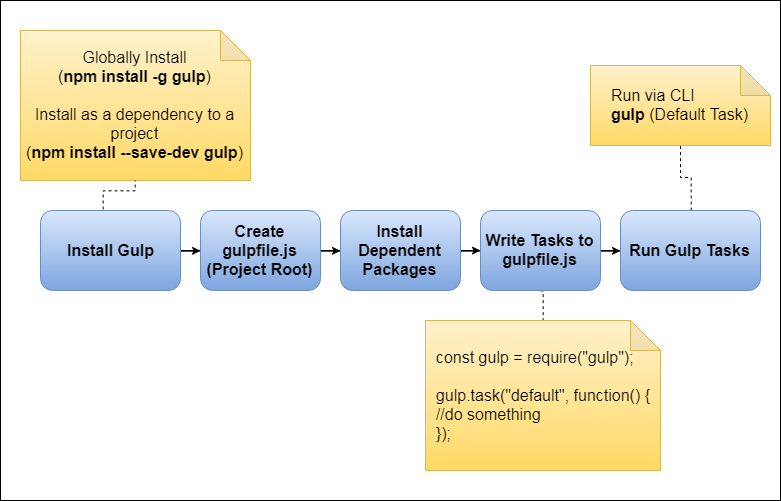 Globally Install
(npm install -g gulp)
Install as a dependency to a
project
(npm install --save-dev gulp)
Run via CLI
gulp (Default Task)
Install Gulp
Create
gulpfile.js
(Project Root)
Install
Dependent
Packages
Write Tasks to
gulpfile.js
Run Gulp Tasks
const gulp = require("gulp");
gulp.task("default", function() {
//do something
});